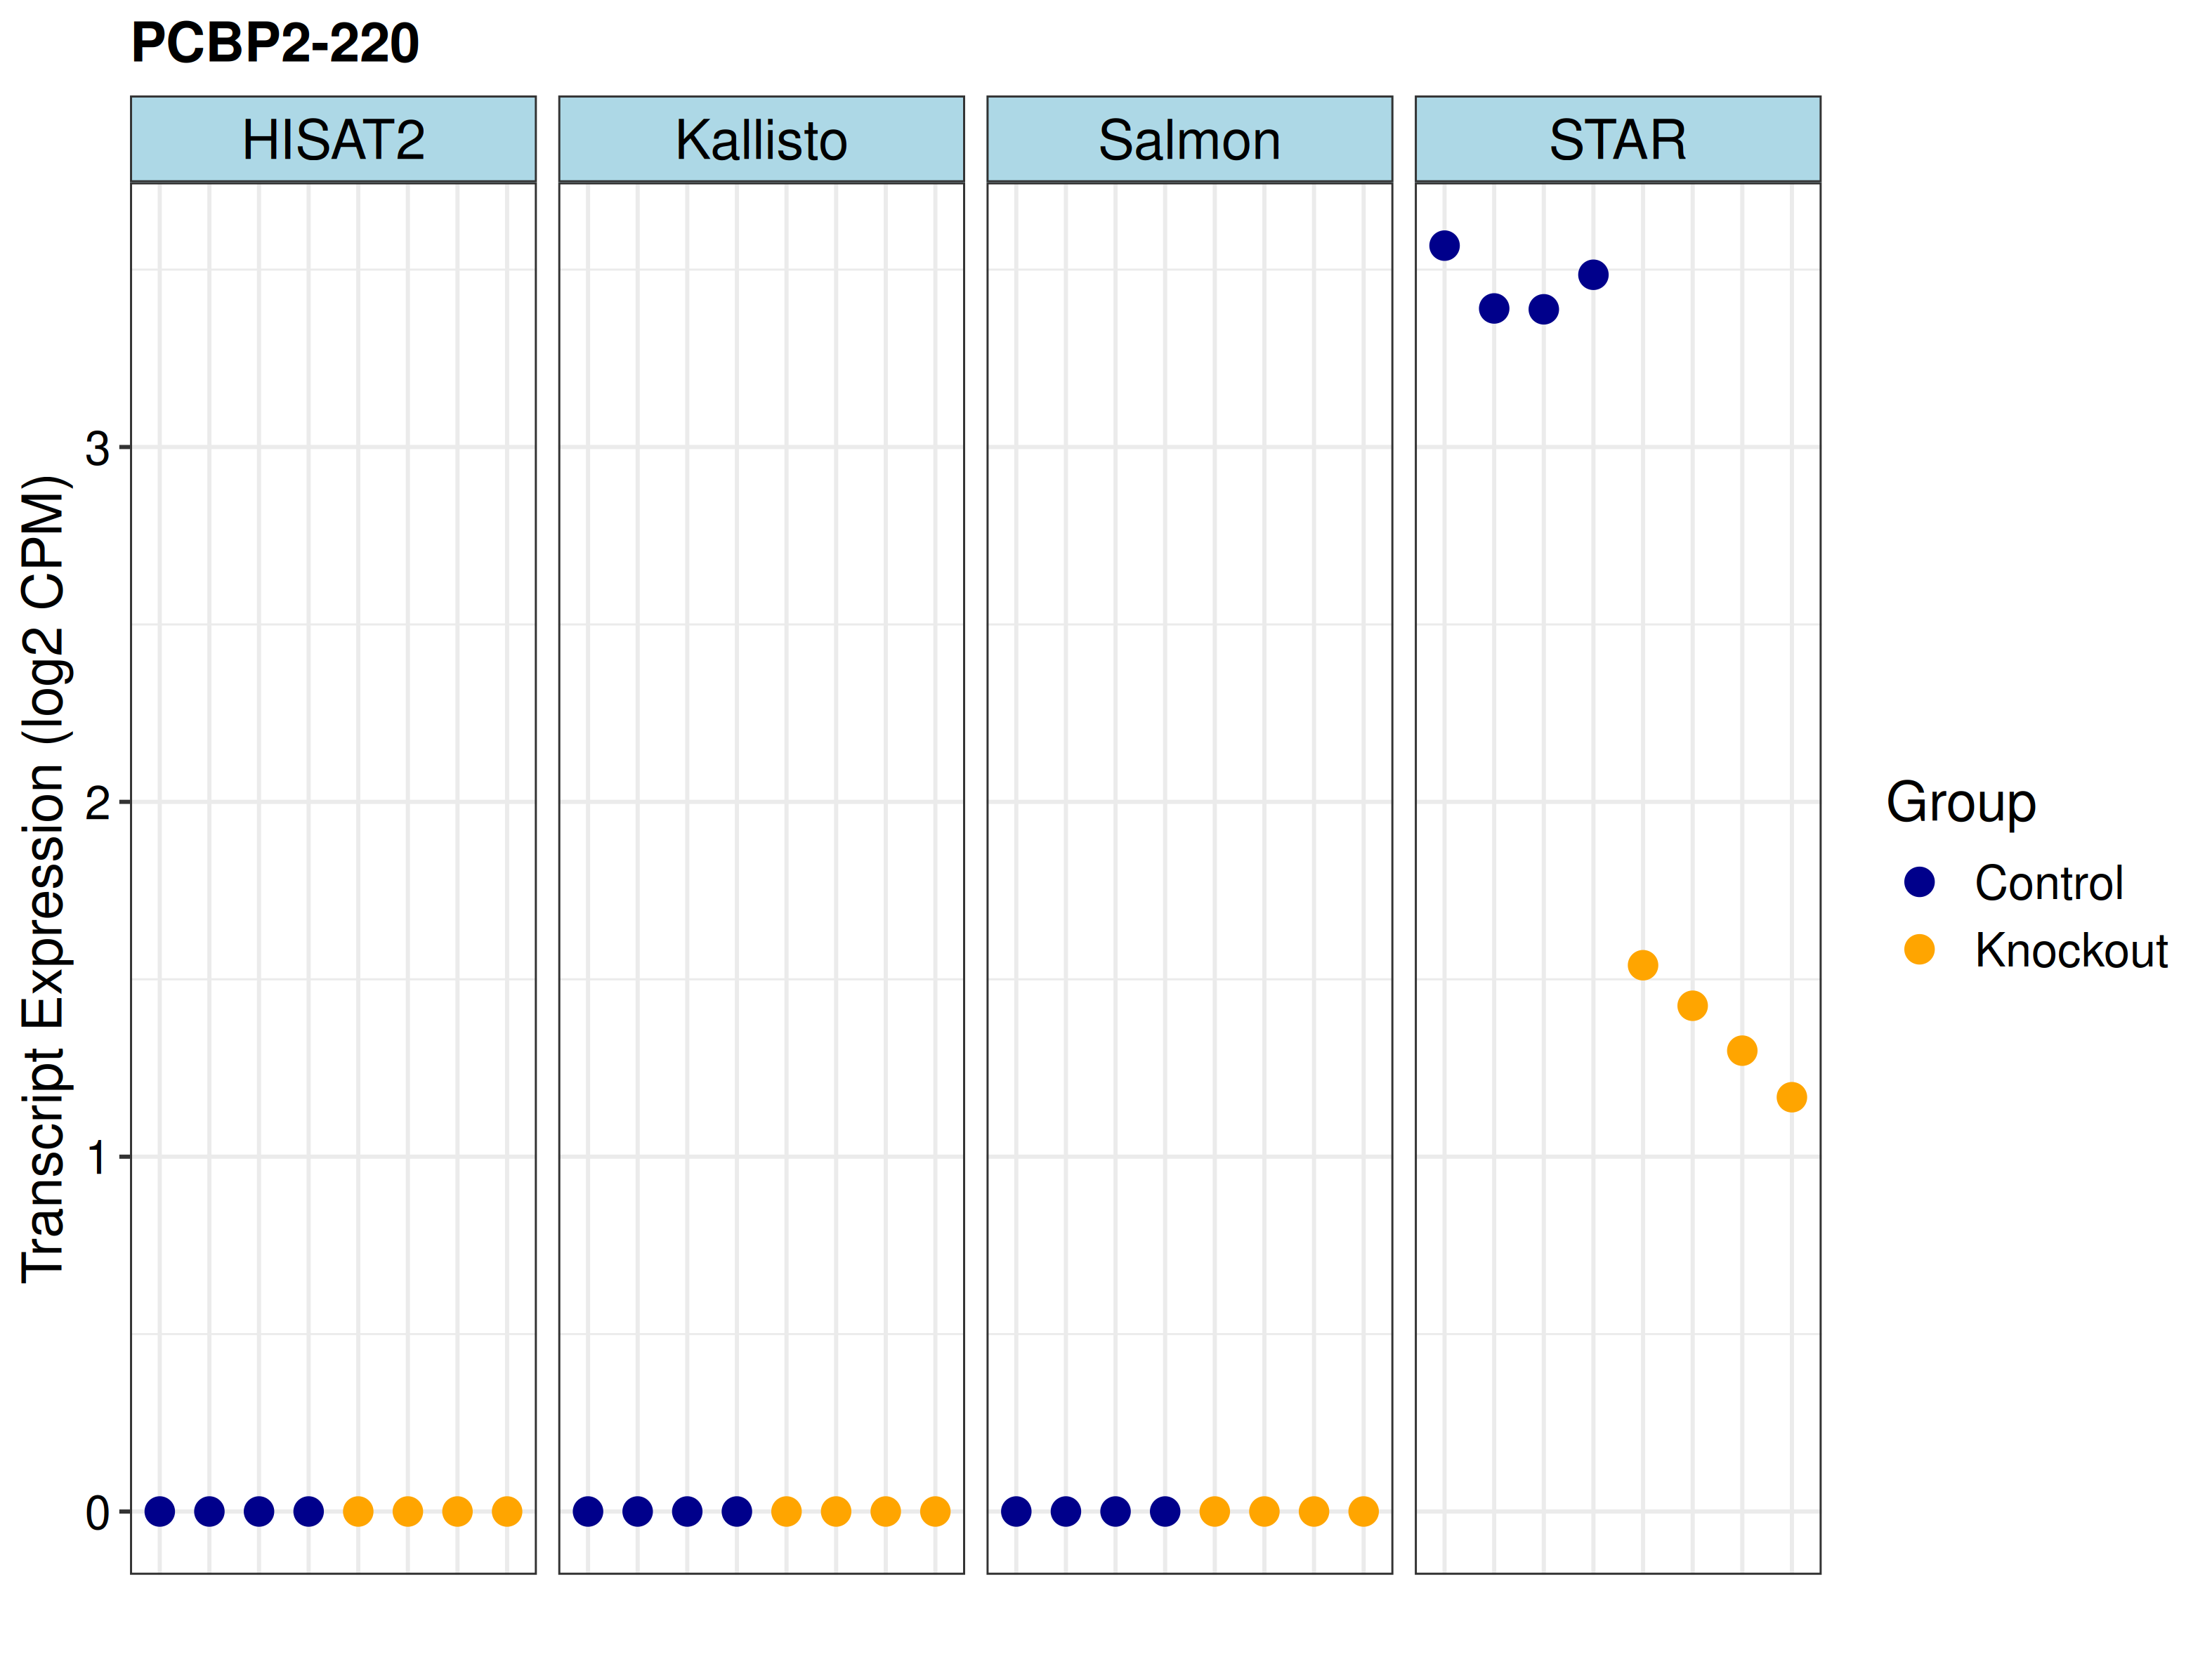 PCBP2-220
HISAT2 Kallisto Salmon STAR
Transcript Expression (log2 CPM)
3
2
1
0
Group
Control
Knockout